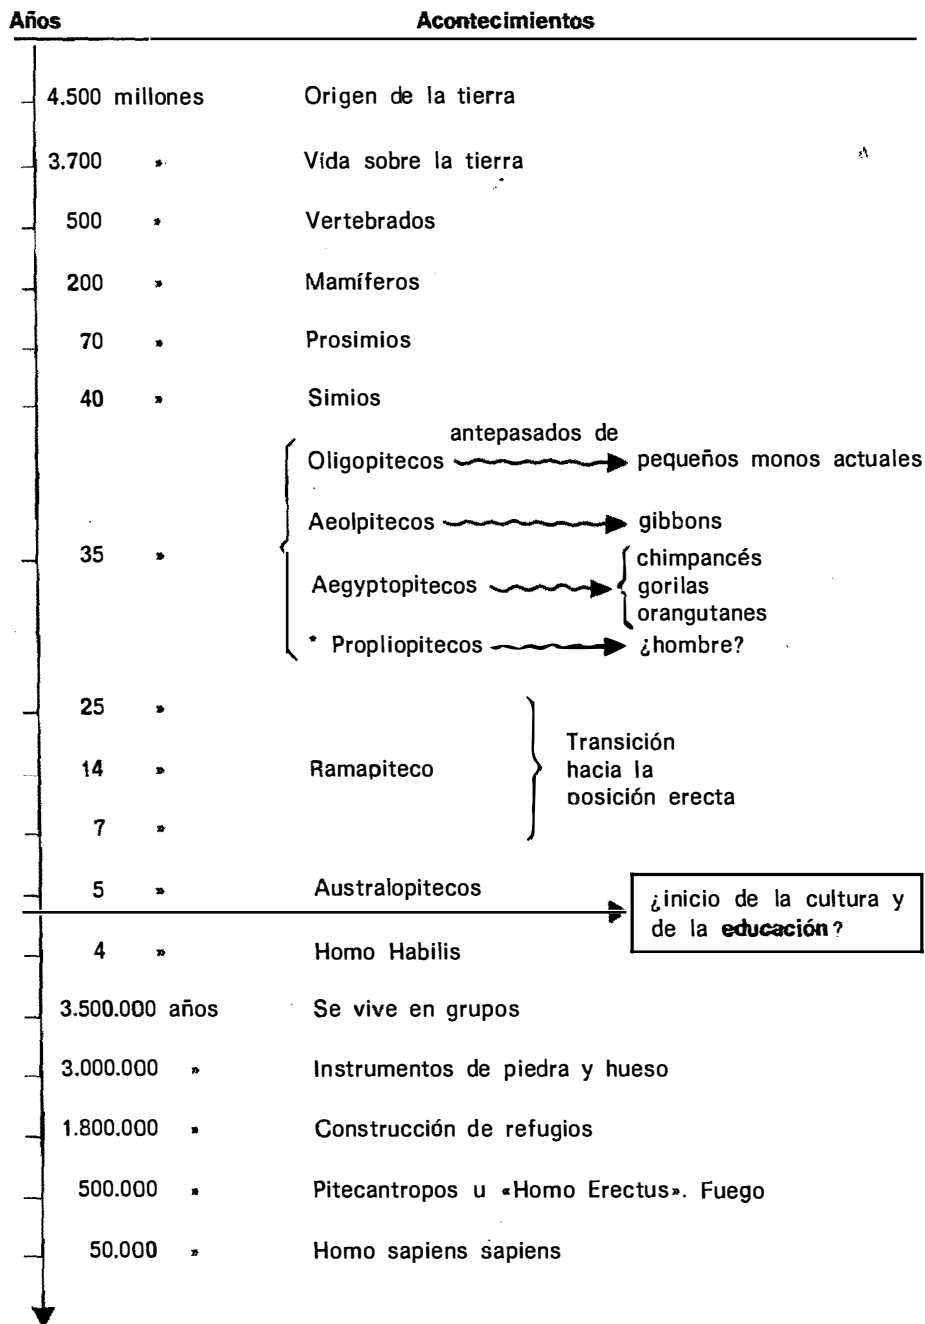 Años Acontecimientos
4.500 millones Origen de la tierra
3.700 » Vida sobre la tierra
500 » Vertebrados
200 » Mamíferos
70 » Prosimios
40 » Simios
antepasados de
Oligopitecos pequeños monos actuales
Aeolpitecos gibbons
35 »
chimpancés
Aegyptopitecos gorilas
orangutanes
* Propliopitecos ¿hombre?
25 »
Transición
14 » Ramapiteco hacia la
posición erecta
7 »
5 » Australopitecos
¿inicio de la cultura y
de la educación?
4 » Homo Habilis
3.500.000 años Se vive en grupos
3.000.000 » Instrumentos de piedra y hueso
1.800.000 » Construcción de refugios
500.000 » Pitecantropos u «Homo Erectus». Fuego
50.000 » Homo sapiens sapiens